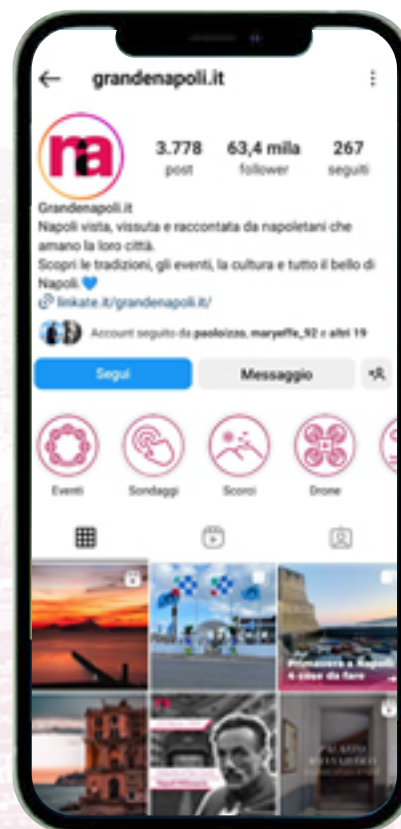 grandenapoli.it
na
3.778 63,4 mila 267
post follower seguiti
Grandenapoli.it
Napoli vista, vissuta e raccontata da napoletani che
amano la loro città.
Scopri le tradizioni, gli eventi, la cultura e tutto il bello di
Napoli.
linkate.it/grandenapoli.it/
Account seguito da paoloizzo, maryeffe_92 e altri 19
Segui Messaggio
Eventi Sondaggi Scorci Drone
Primavera a Napoli
4 cose da fare
PALAZZO